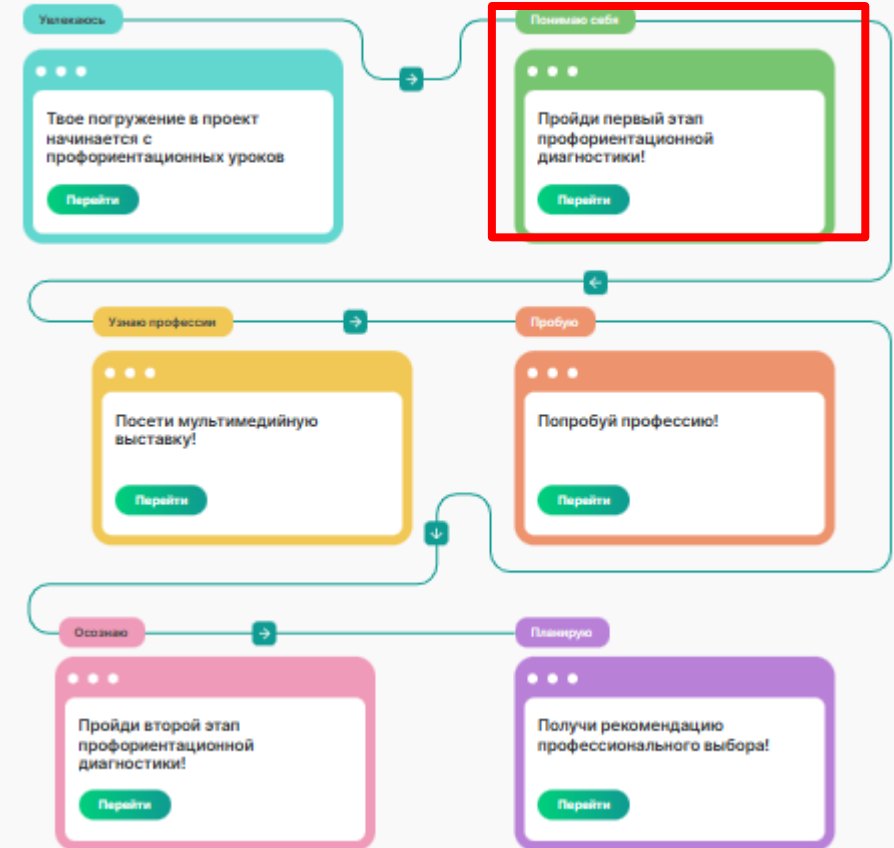 Увлекаюсь
Понимаю себя
Твое погружение в проект
начинается с
профориентационных уроков
Перейти
Пройди первый этап
профориентационной
диагностики!
Перейти
Узнаю профессии
Пробую
Посети мультимедийную
выставку!
Перейти
Попробуй профессию!
Перейти
Осознаю
Планирую
Пройди второй этап
профориентационной
диагностики!
Перейти
Получи рекомендацию
профессионального выбора!
Перейти